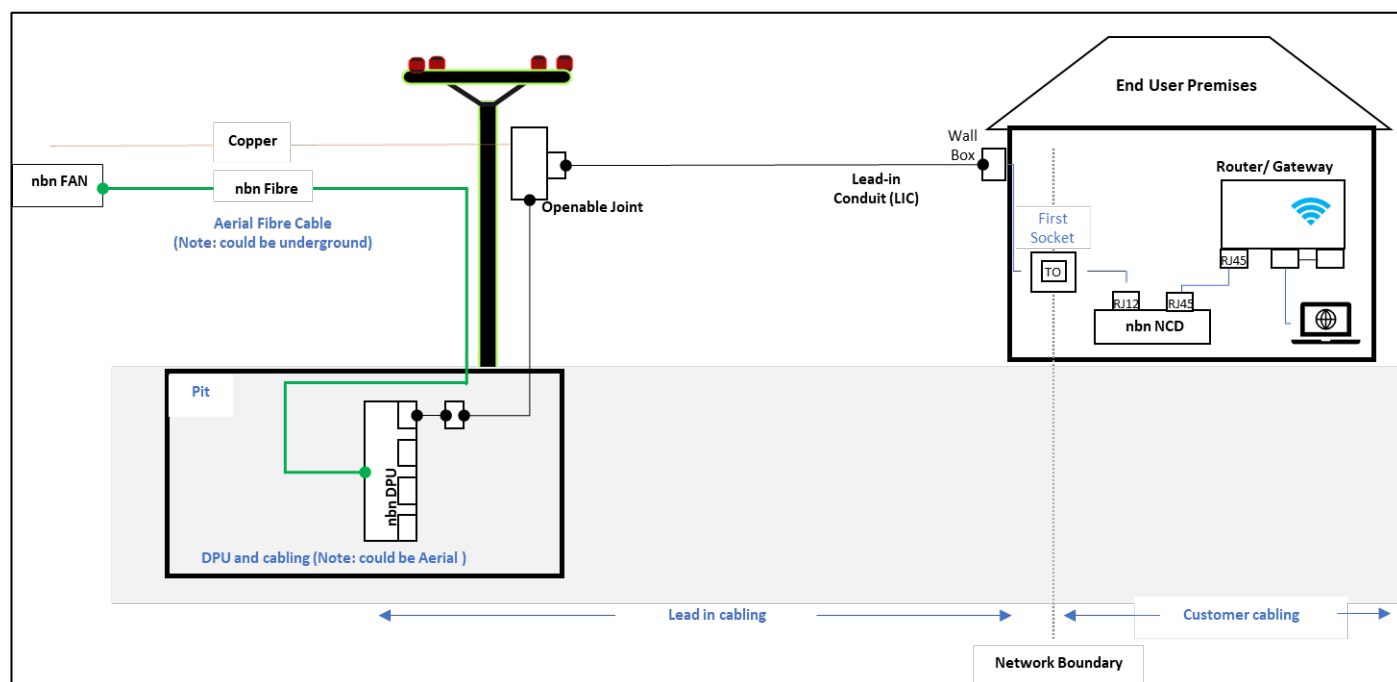 End User Premises
Copper
Wall
Box
nbn FAN
nbn Fibre
Router/ Gateway
Lead-in
Conduit (LIC)
Openable Joint
Aerial Fibre Cable
(Note: could be underground)
First
Socket
TO
RJ45
RJ12
RJ45
nbn NCD
Pit
nbn DPU
DPU and cabling (Note: could be Aerial )
Lead in cabling
Customer cabling
Network Boundary